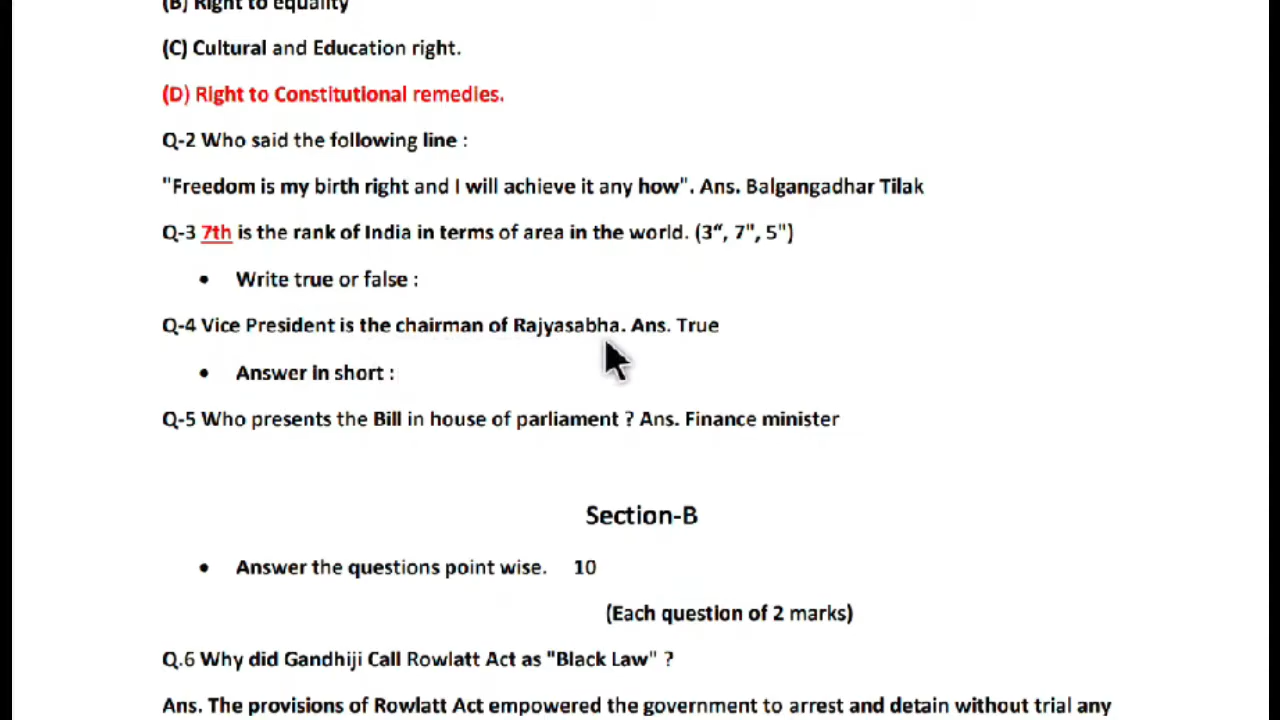 (B) Right to equality
(C) Cultural and Education right.
(D) Right to Constitutional remedies.
Q-2 Who said the following line :
"Freedom is my birth right and I will achieve it any how". Ans. Balgangadhar Tilak
Q-3 7th is the rank of India in terms of area in the world. (3“, 7", 5")
• Write true or false :
Q-4 Vice President is the chairman of Rajyasabha. Ans. True
• Answer in short :
Q-5 Who presents the Bill in house of parliament ? Ans. Finance minister
Section-B
• Answer the questions point wise. 10
(Each question of 2 marks)
Q.6 Why did Gandhiji Call Rowlatt Act as "Black Law" ?
Ans. The provisions of Rowlatt Act empowered the government to arrest and detain without trial any